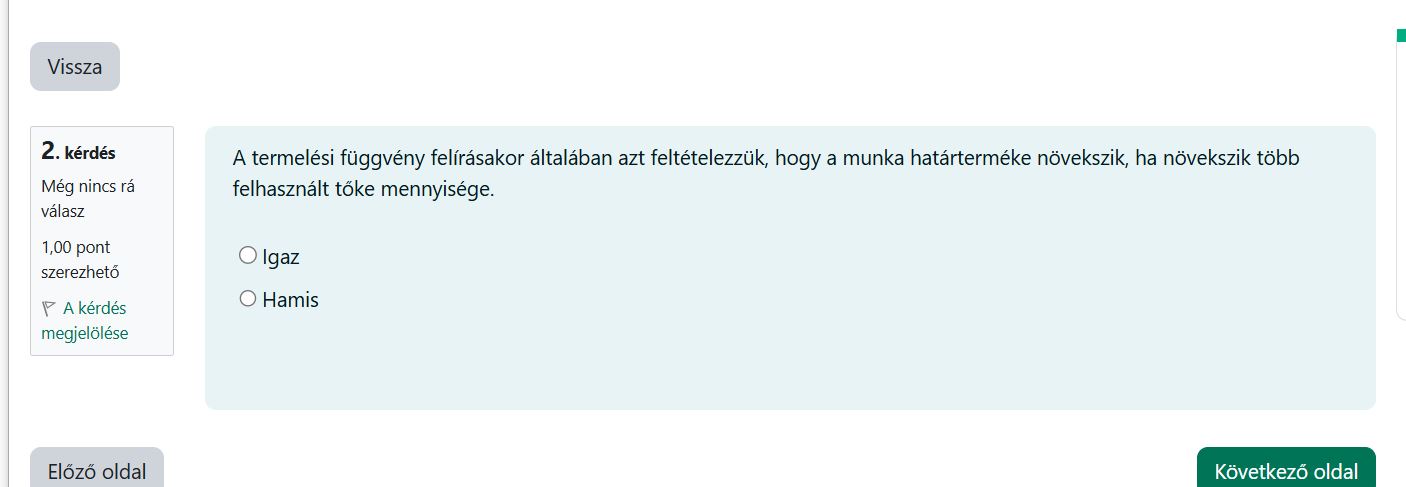 Vissza
2. kérdés
Még nincs rá
válasz
1,00 pont
szerezhető
A kérdés
megjelölése
A termelési függvény felírásakor általában azt feltételezzük, hogy a munka határterméke növekszik, ha növekszik több
felhasznált tőke mennyisége.
Igaz
Hamis
Előző oldal
Következő oldal